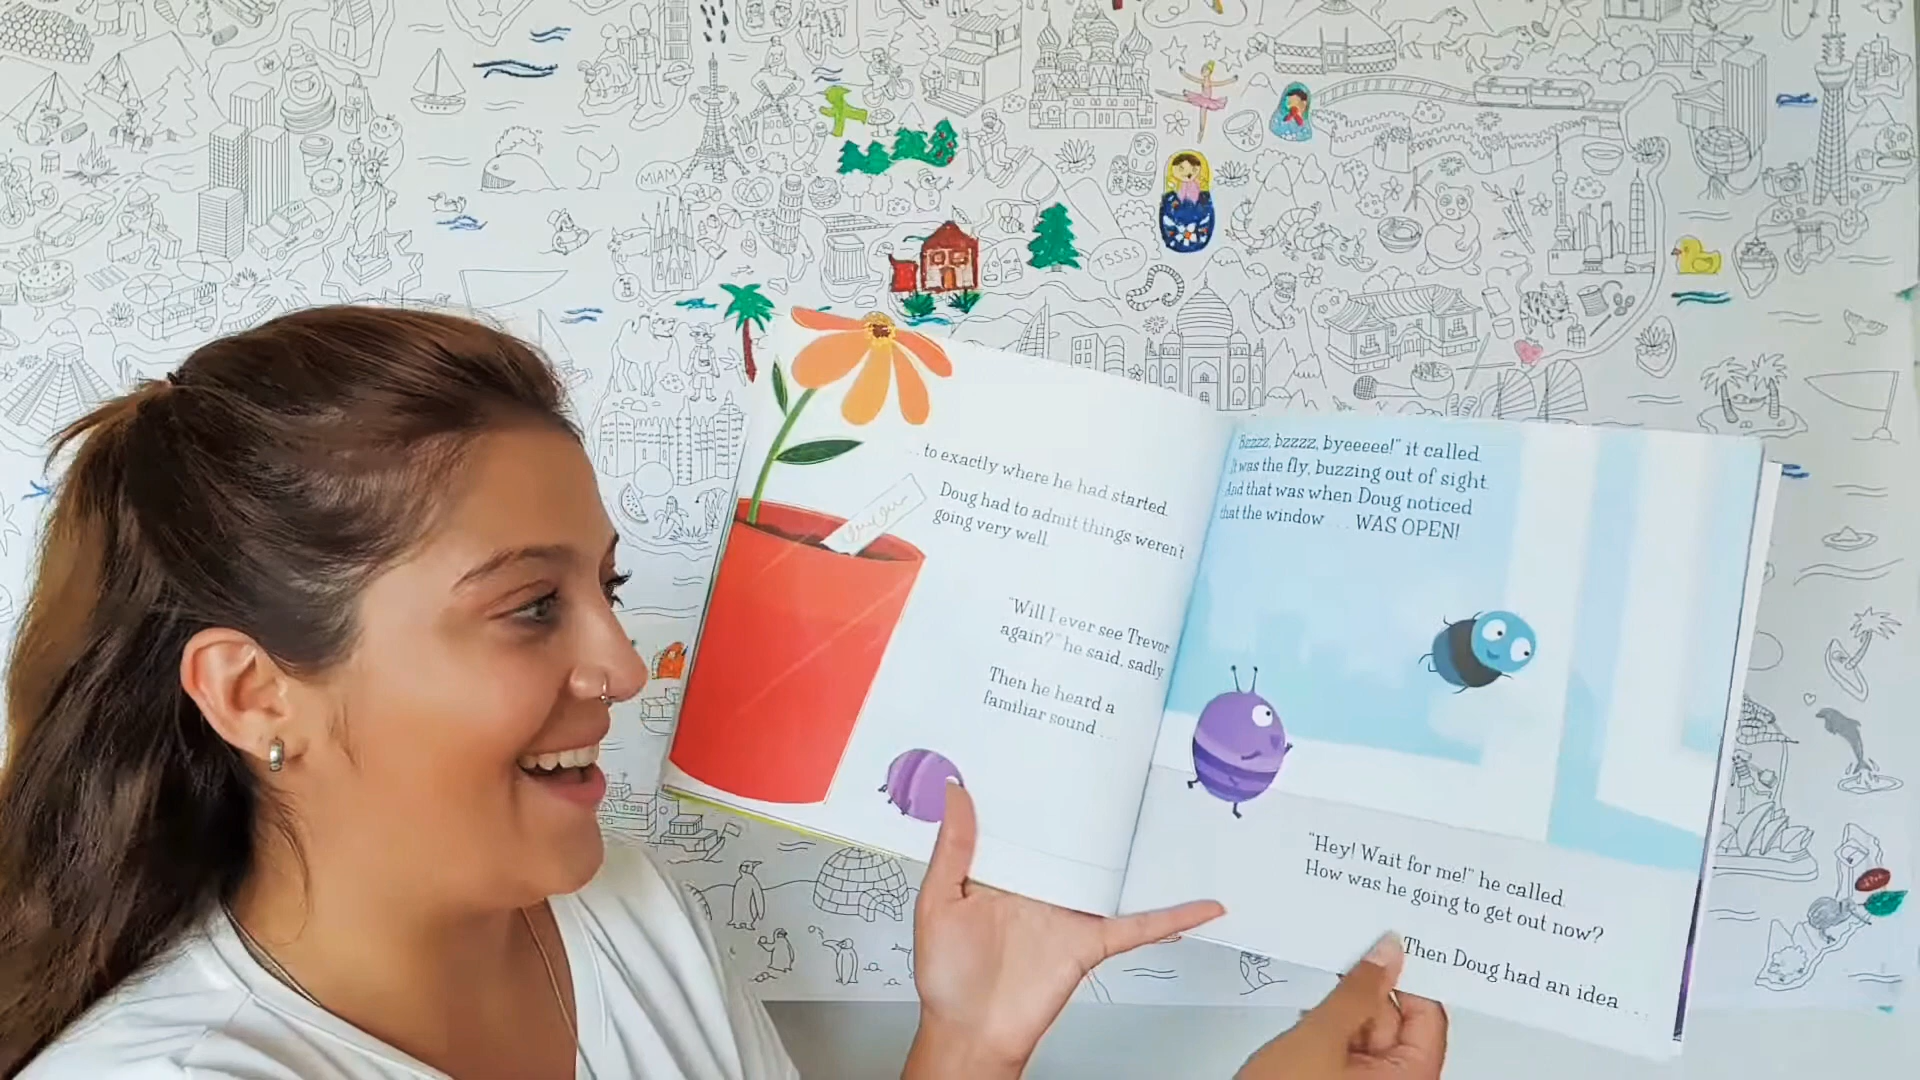 MIAM
TSSSS
. . to exactly where he had started.
Doug had to admit things weren't
going very well.
"Will I ever see Trevor
again?" he said, sadly.
Then he heard a
familiar sound . . .
"Bzzzz, bzzzz, byeeeee!" it called.
It was the fly, buzzing out of sight.
And that was when Doug noticed
that the window . . . WAS OPEN!
"Hey! Wait for me!" he called.
How was he going to get out now?
Then Doug had an idea . . .